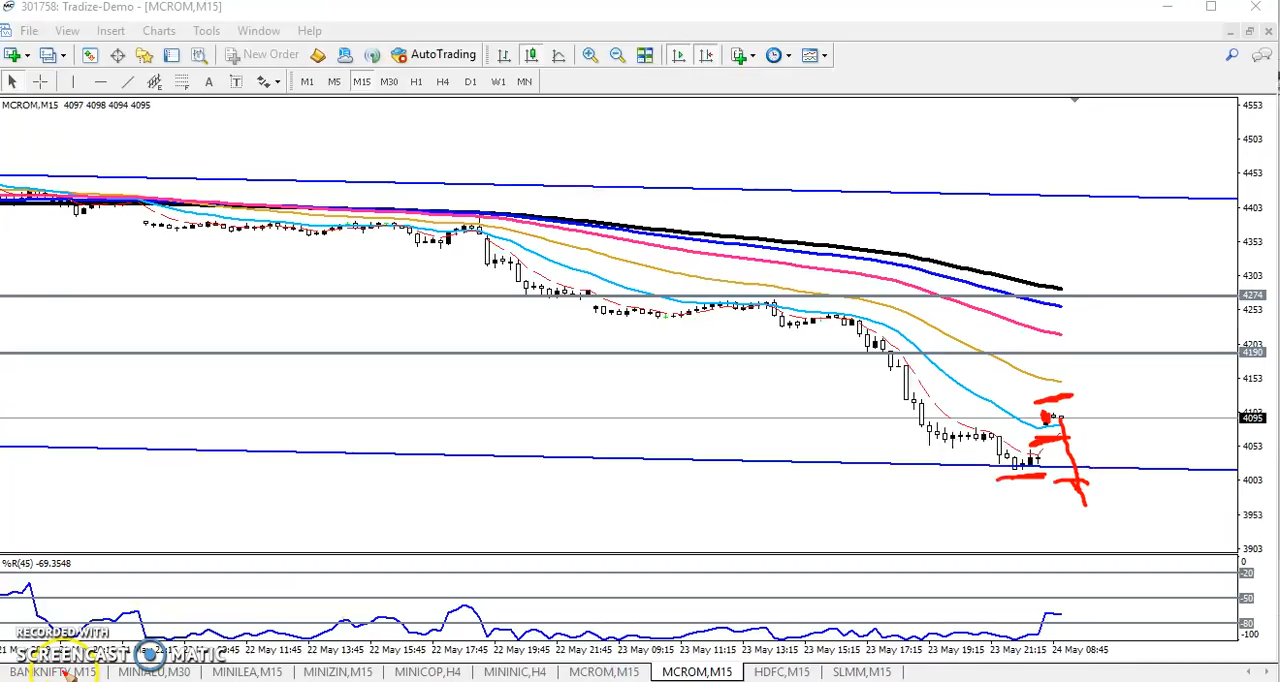 301758: Tradize-Demo - [MCROM,M15]
File View Insert Charts Tools Window Help
New Order AutoTrading
A T M1 M5 M15 M30 H1 H4 D1 W1 MN
MCROM,M15 4097 4098 4094 4095
4553
4503
4453
4403
4353
4303
4274
4253
4203
4190
4153
4095
4053
4003
3953
3903
%R(45) -69.3548
0
-20
-50
-80
-100
22 May 11:45 22 May 13:45 22 May 15:45 22 May 17:45 22 May 19:45 22 May 21:45 23 May 09:15 23 May 11:15 23 May 13:15 23 May 15:15 23 May 17:15 23 May 19:15 23 May 21:15 24 May 08:45
RECORDED WITH
SCREENCAST MATIC
BANKNIFTY,M15 MINIALU,M30 MINILEA,M15 MINIZIN,M15 MINICOP,H4 MININIC,H4 MCROM,M15 MCROM,M15 HDFC,M15 SLMM,M15